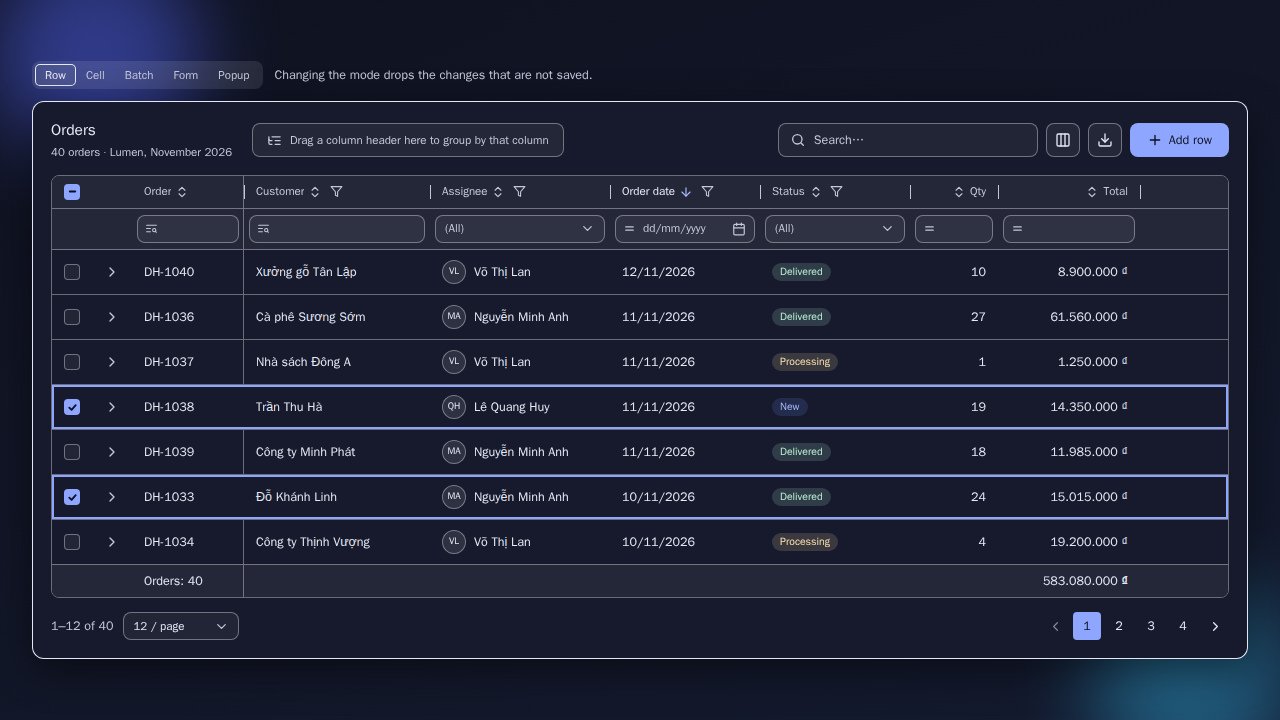 Row Cell Batch Form Popup Changing the mode drops the changes that are not saved.
Orders
40 orders · Lumen, November 2026
Drag a column header here to group by that column
Search···
Add row
Order Customer Assignee Order date Status Qty Total
(All) dd/mm/yyyy (All)
DH-1040 Xưởng gỗ Tân Lập VL Võ Thị Lan 12/11/2026 Delivered 10 8.900.000 ₫
DH-1036 Cà phê Sương Sớm MA Nguyễn Minh Anh 11/11/2026 Delivered 27 61.560.000 ₫
DH-1037 Nhà sách Đông A VL Võ Thị Lan 11/11/2026 Processing 1 1.250.000 ₫
DH-1038 Trần Thu Hà QH Lê Quang Huy 11/11/2026 New 19 14.350.000 ₫
DH-1039 Công ty Minh Phát MA Nguyễn Minh Anh 11/11/2026 Delivered 18 11.985.000 ₫
DH-1033 Đỗ Khánh Linh MA Nguyễn Minh Anh 10/11/2026 Delivered 24 15.015.000 ₫
DH-1034 Công ty Thịnh Vượng VL Võ Thị Lan 10/11/2026 Processing 4 19.200.000 ₫
Orders: 40 583.080.000 ₫
1–12 of 40 12 / page 1 2 3 4